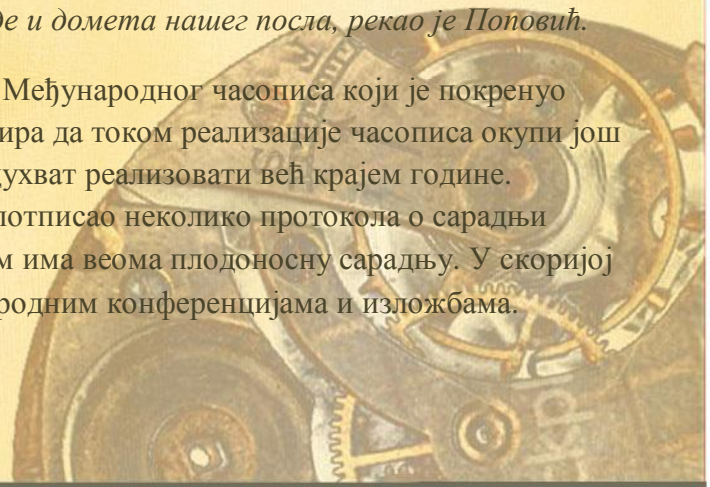 де и домета нашег посла, рекао је Поповић.
Међународног часописа који је покренуо
ира да током реализације часописа окупи још
ухват реализовати већ крајем године.
потписао неколико протокола о сарадњи
м има веома плодоносну сарадњу. У скоријој
родним конференцијама и изложбама.